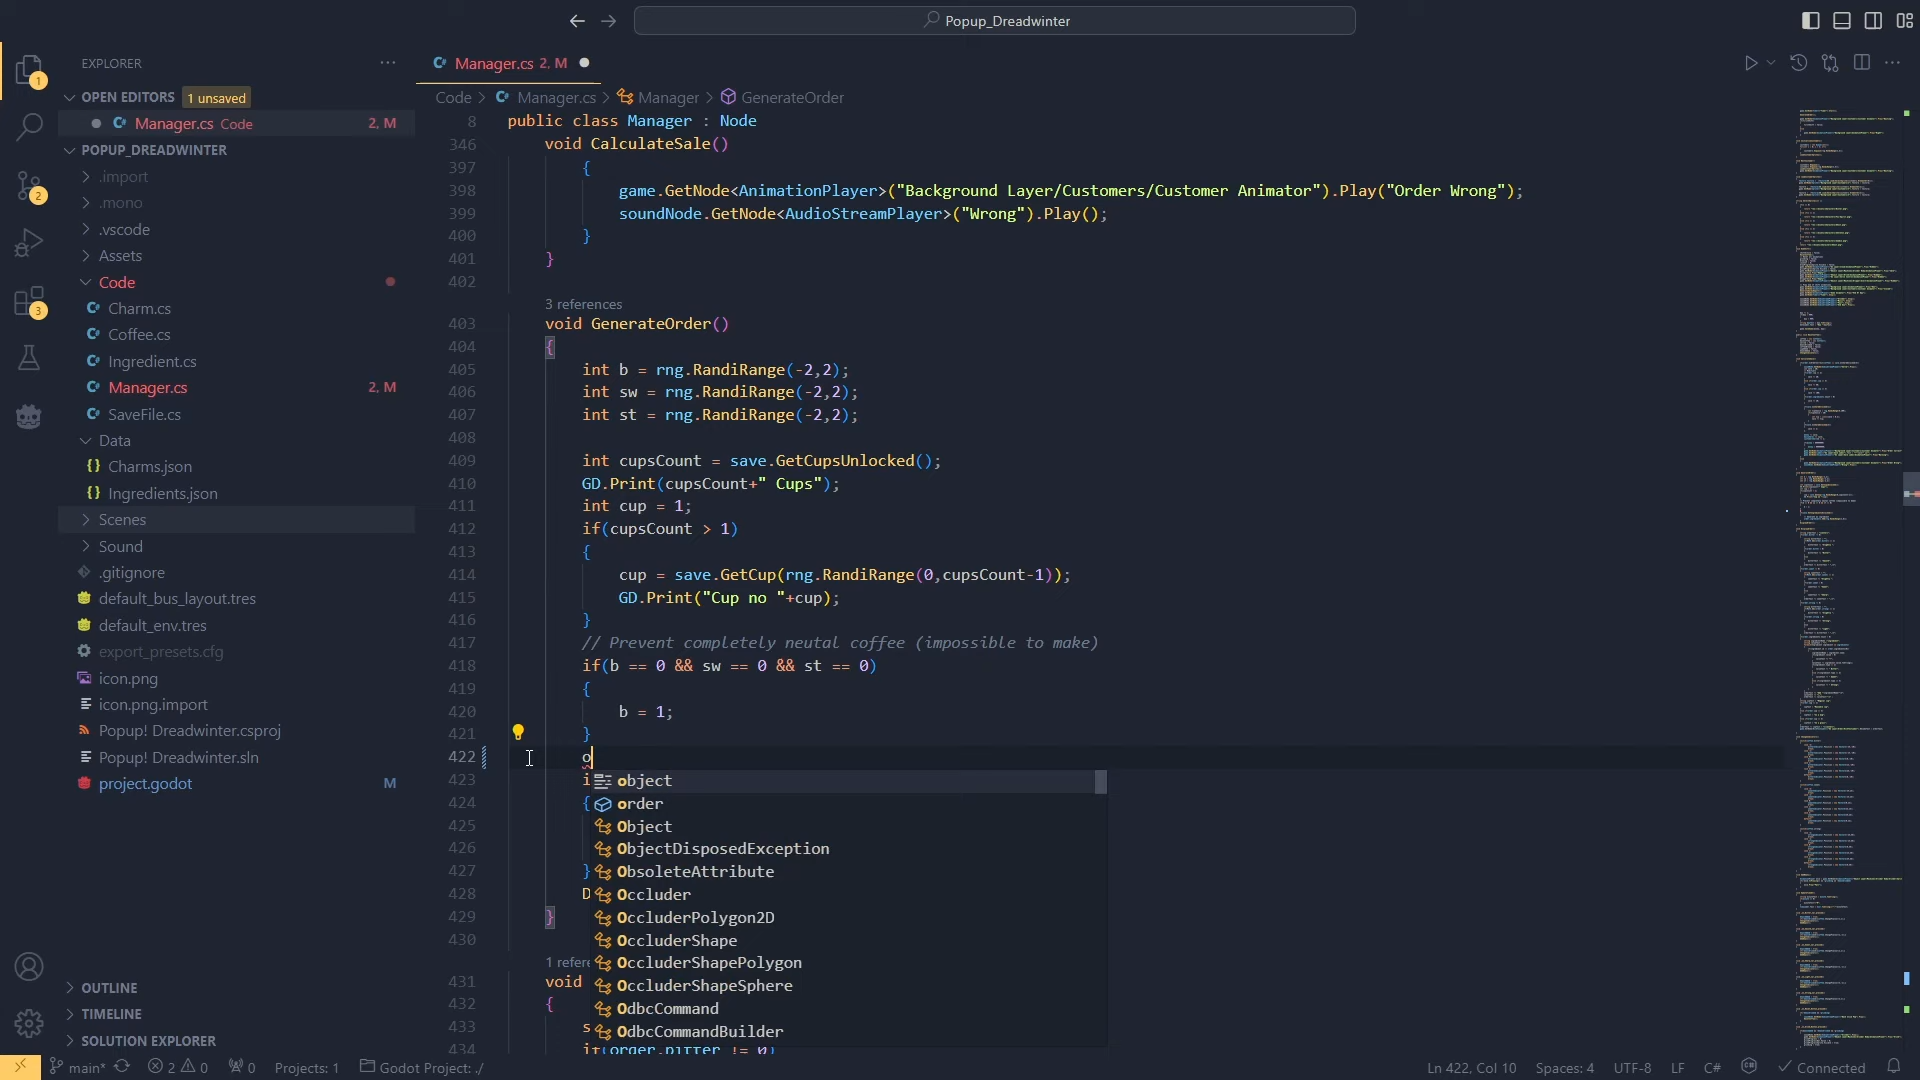 Popup_Dreadwinter
EXPLORER
OPEN EDITORS 1 unsaved
Manager.cs Code 2, M
POPUP_DREADWINTER
.import
.mono
.vscode
Assets
Code
Charm.cs
Coffee.cs
Ingredient.cs
Manager.cs 2, M
SaveFile.cs
Data
Charms.json
Ingredients.json
Scenes
Sound
.gitignore
default_bus_layout.tres
default_env.tres
export_presets.cfg
icon.png
icon.png.import
Popup! Dreadwinter.csproj
Popup! Dreadwinter.sln
project.godot M
OUTLINE
TIMELINE
SOLUTION EXPLORER
1
2
3
Manager.cs 2, M
Code > Manager.cs > Manager > GenerateOrder
8 public class Manager : Node
346 void CalculateSale()
397 {
398 game.GetNode<AnimationPlayer>("Background Layer/Customers/Customer Animator").Play("Order Wrong");
399 soundNode.GetNode<AudioStreamPlayer>("Wrong").Play();
400 }
401 }
402
3 references
403 void GenerateOrder()
404 {
405 int b = rng.RandiRange(-2,2);
406 int sw = rng.RandiRange(-2,2);
407 int st = rng.RandiRange(-2,2);
408
409 int cupsCount = save.GetCupsUnlocked();
410 GD.Print(cupsCount+" Cups");
411 int cup = 1;
412 if(cupsCount > 1)
413 {
414 cup = save.GetCup(rng.RandiRange(0,cupsCount-1));
415 GD.Print("Cup no "+cup);
416 }
417 // Prevent completely neutal coffee (impossible to make)
418 if(b == 0 && sw == 0 && st == 0)
419 {
420 b = 1;
421 }
422 o
423 i
424 {
425
426
427 }
428 D
429 }
430
1 refere
431 void
432 {
433 s
434 if(order.bitter != 0)
object
order
Object
ObjectDisposedException
ObsoleteAttribute
Occluder
OccluderPolygon2D
OccluderShape
OccluderShapePolygon
OccluderShapeSphere
OdbcCommand
OdbcCommandBuilder
main* 2 0 0 Projects: 1 Godot Project: ./ Ln 422, Col 10 Spaces: 4 UTF-8 LF C# Connected